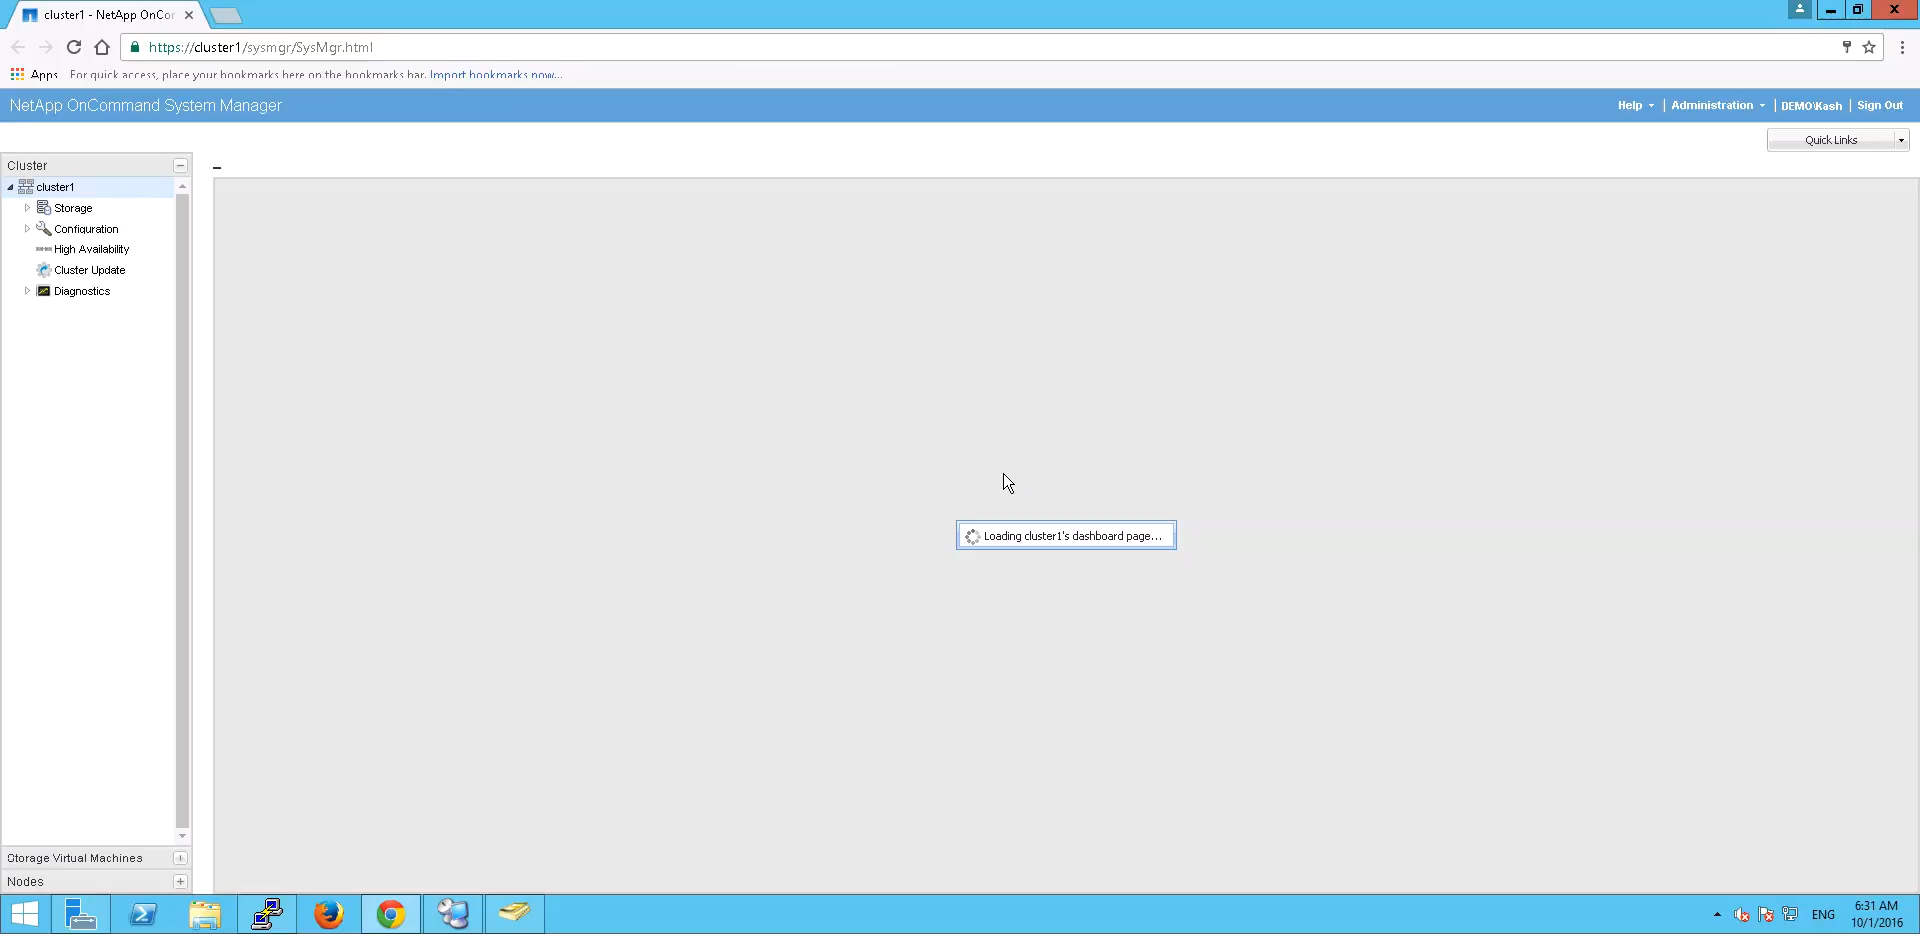 cluster1 - NetApp OnCor
https://cluster1/sysmgr/SysMgr.html
Apps For quick access, place your bookmarks here on the bookmarks bar. Import bookmarks now...
NetApp OnCommand System Manager
Help | Administration | DEMO\Kash | Sign Out
Quick Links
Cluster
cluster1
Storage
Configuration
High Availability
Cluster Update
Diagnostics
Loading cluster1's dashboard page...
Storage Virtual Machines
Nodes
ENG
6:31 AM
10/1/2016